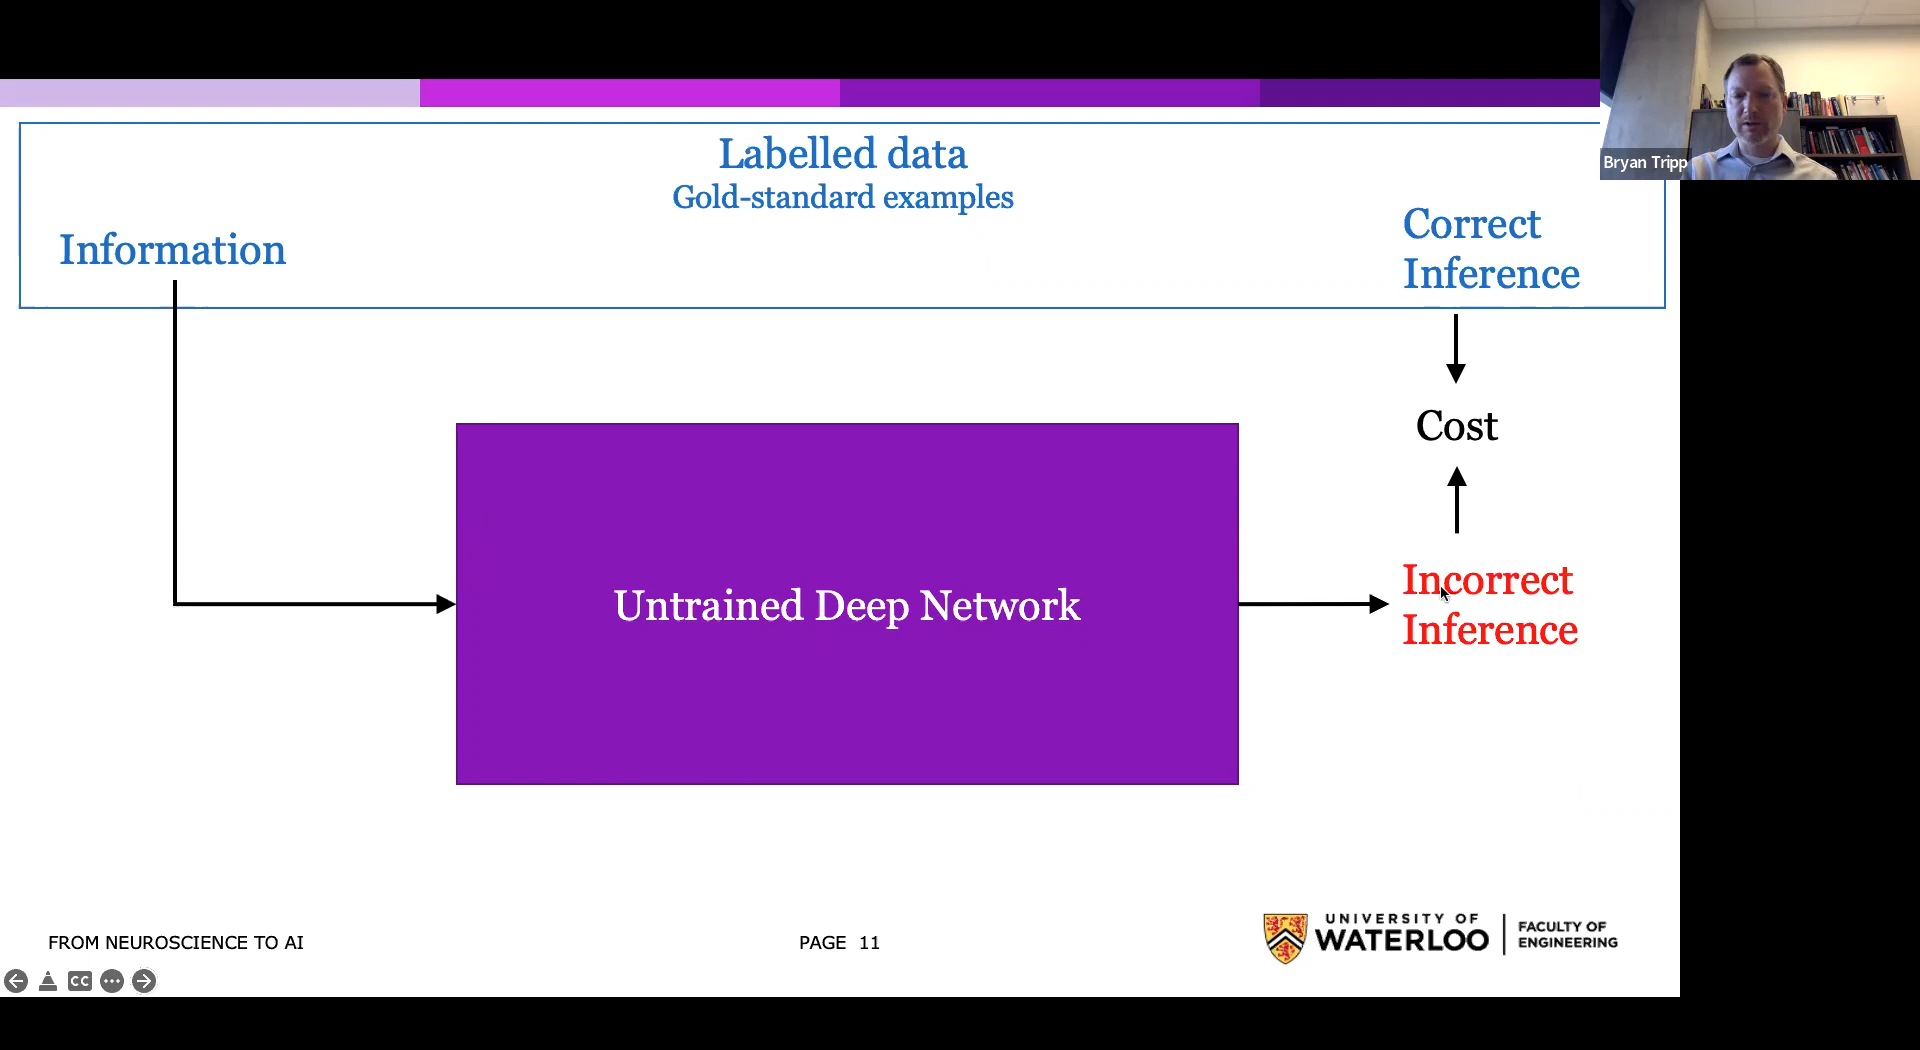 Labelled data
Gold-standard examples
Information
Correct
Inference
Cost
Untrained Deep Network
Incorrect
Inference
Bryan Tripp
FROM NEUROSCIENCE TO AI
PAGE 11
UNIVERSITY OF
WATERLOO
FACULTY OF
ENGINEERING
CC